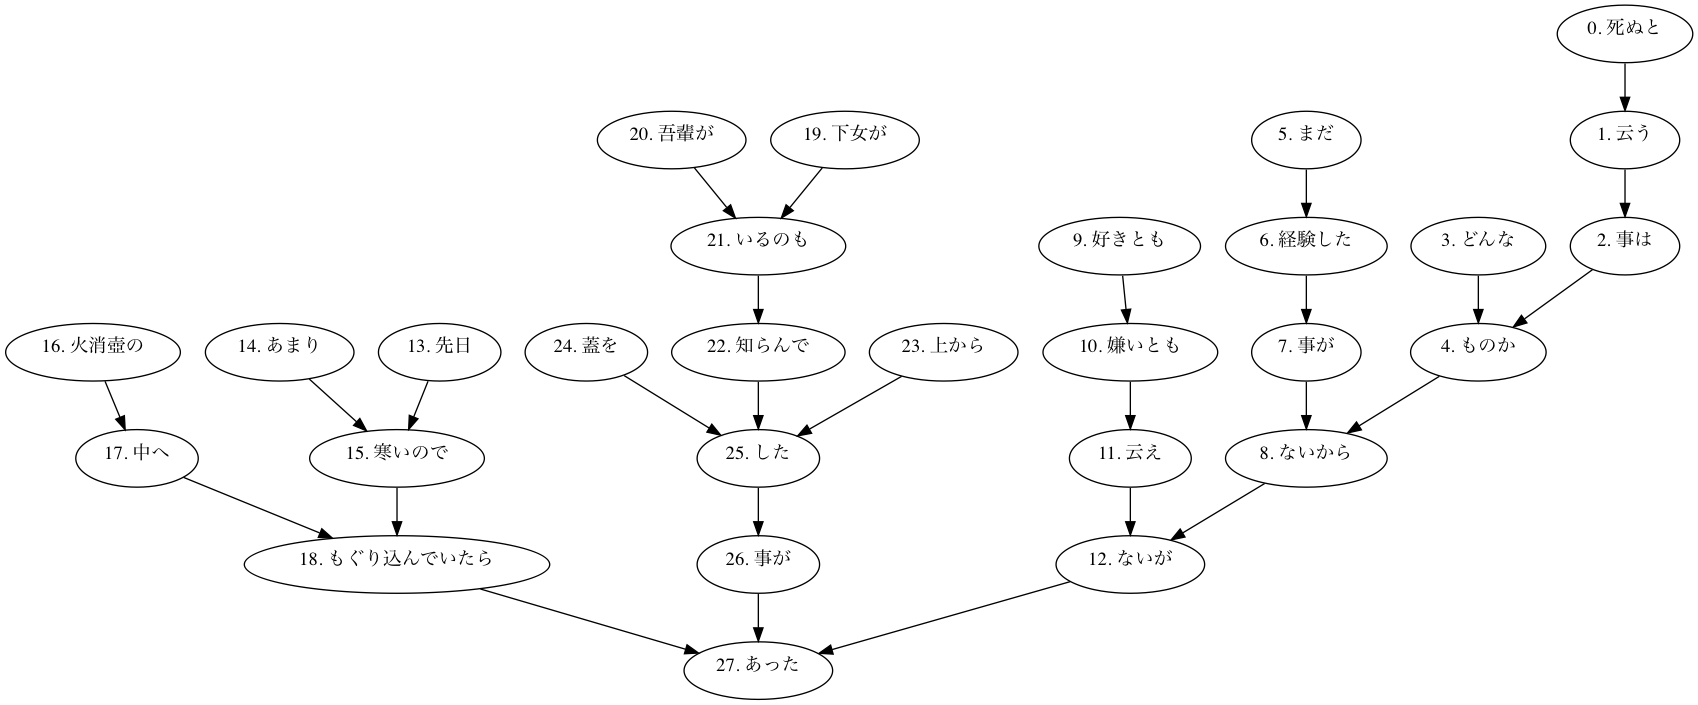 0. 死ぬと
20. 吾輩が
19. 下女が
5. まだ
1. 云う
21. いるのも
9. 好きとも
6. 経験した
3. どんな
2. 事は
16. 火消壺の
14. あまり
13. 先日
24. 蓋を
22. 知らんで
23. 上から
10. 嫌いとも
7. 事が
4. ものか
17. 中へ
15. 寒いので
25. した
11. 云え
8. ないから
18. もぐり込んでいたら
26. 事が
12. ないが
27. あった